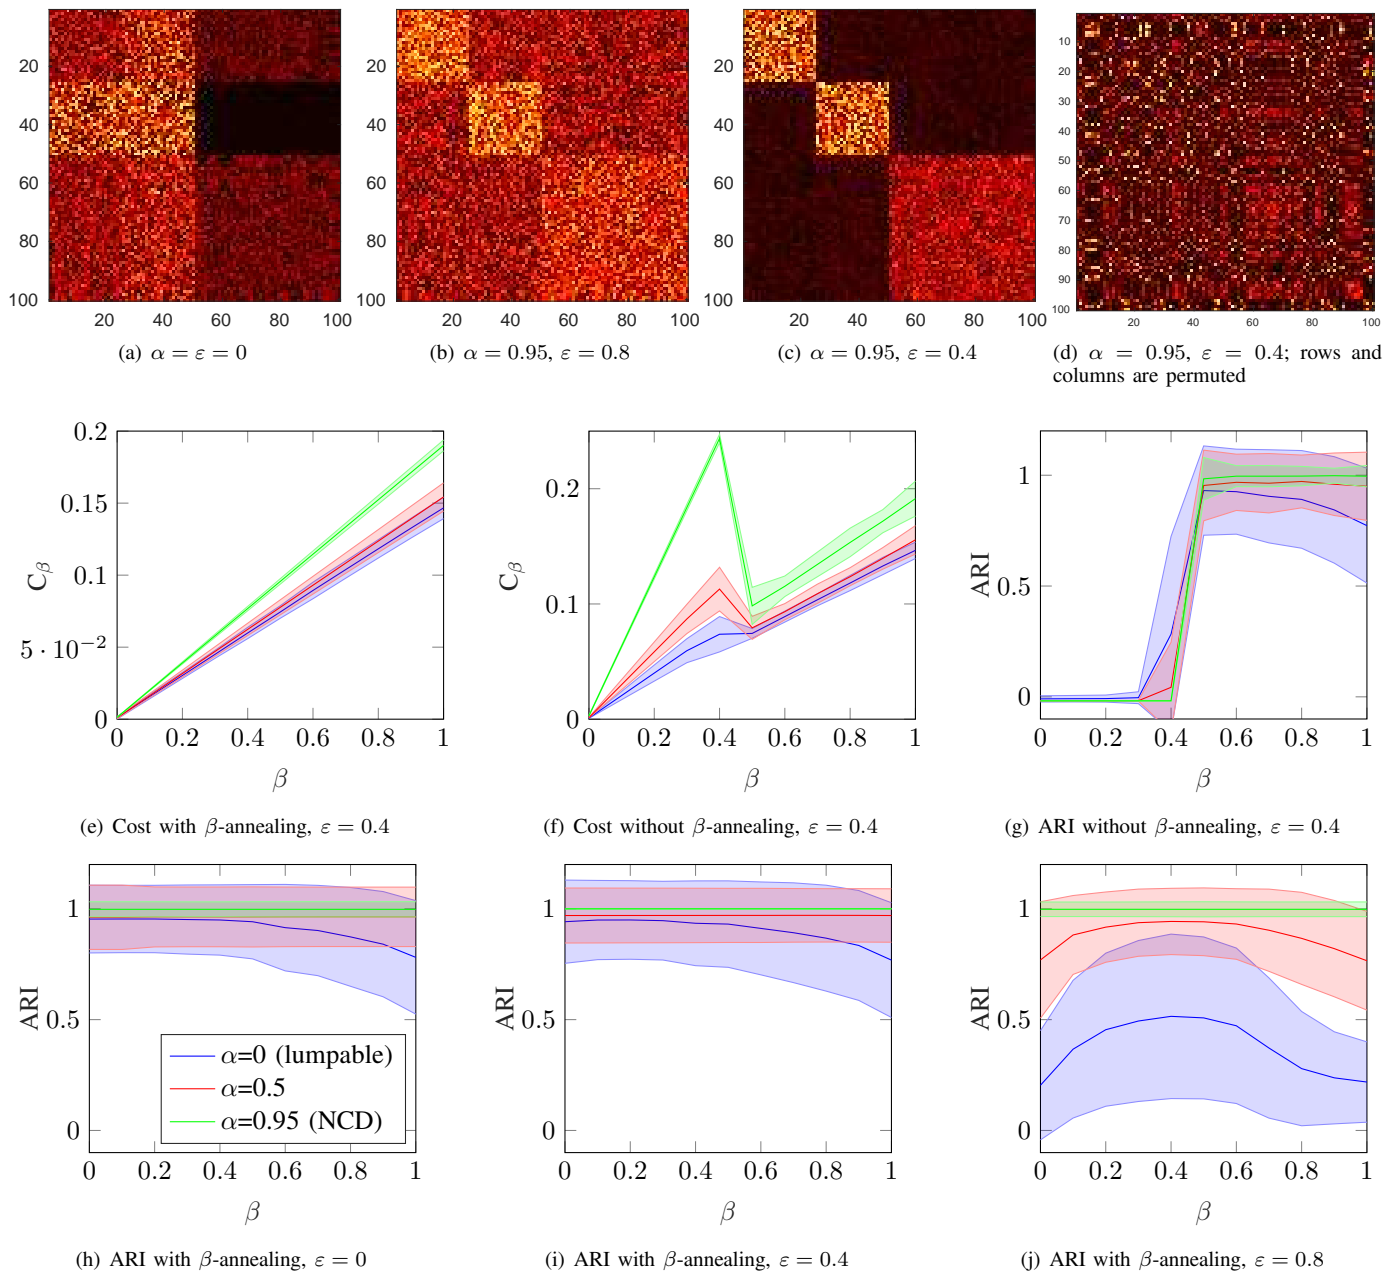 20
40
60
80
100
20 40 60 80 100
(a) α = ε = 0
20
40
60
80
100
20 40 60 80 100
(b) α = 0.95, ε = 0.8
20
40
60
80
100
20 40 60 80 100
(c) α = 0.95, ε = 0.4
10
20
30
40
50
60
70
80
90
100
20 40 60 80 100
(d) α = 0.95, ε = 0.4; rows and
columns are permuted
0.2
0.15
0.1
5 · 10⁻²
0
C_β
0 0.2 0.4 0.6 0.8 1
β
(e) Cost with β-annealing, ε = 0.4
0.2
0.1
0
C_β
0 0.2 0.4 0.6 0.8 1
β
(f) Cost without β-annealing, ε = 0.4
1
0.5
0
ARI
0 0.2 0.4 0.6 0.8 1
β
(g) ARI without β-annealing, ε = 0.4
1
0.5
0
ARI
α=0 (lumpable)
α=0.5
α=0.95 (NCD)
0 0.2 0.4 0.6 0.8 1
β
(h) ARI with β-annealing, ε = 0
1
0.5
0
ARI
0 0.2 0.4 0.6 0.8 1
β
(i) ARI with β-annealing, ε = 0.4
1
0.5
0
ARI
0 0.2 0.4 0.6 0.8 1
β
(j) ARI with β-annealing, ε = 0.8